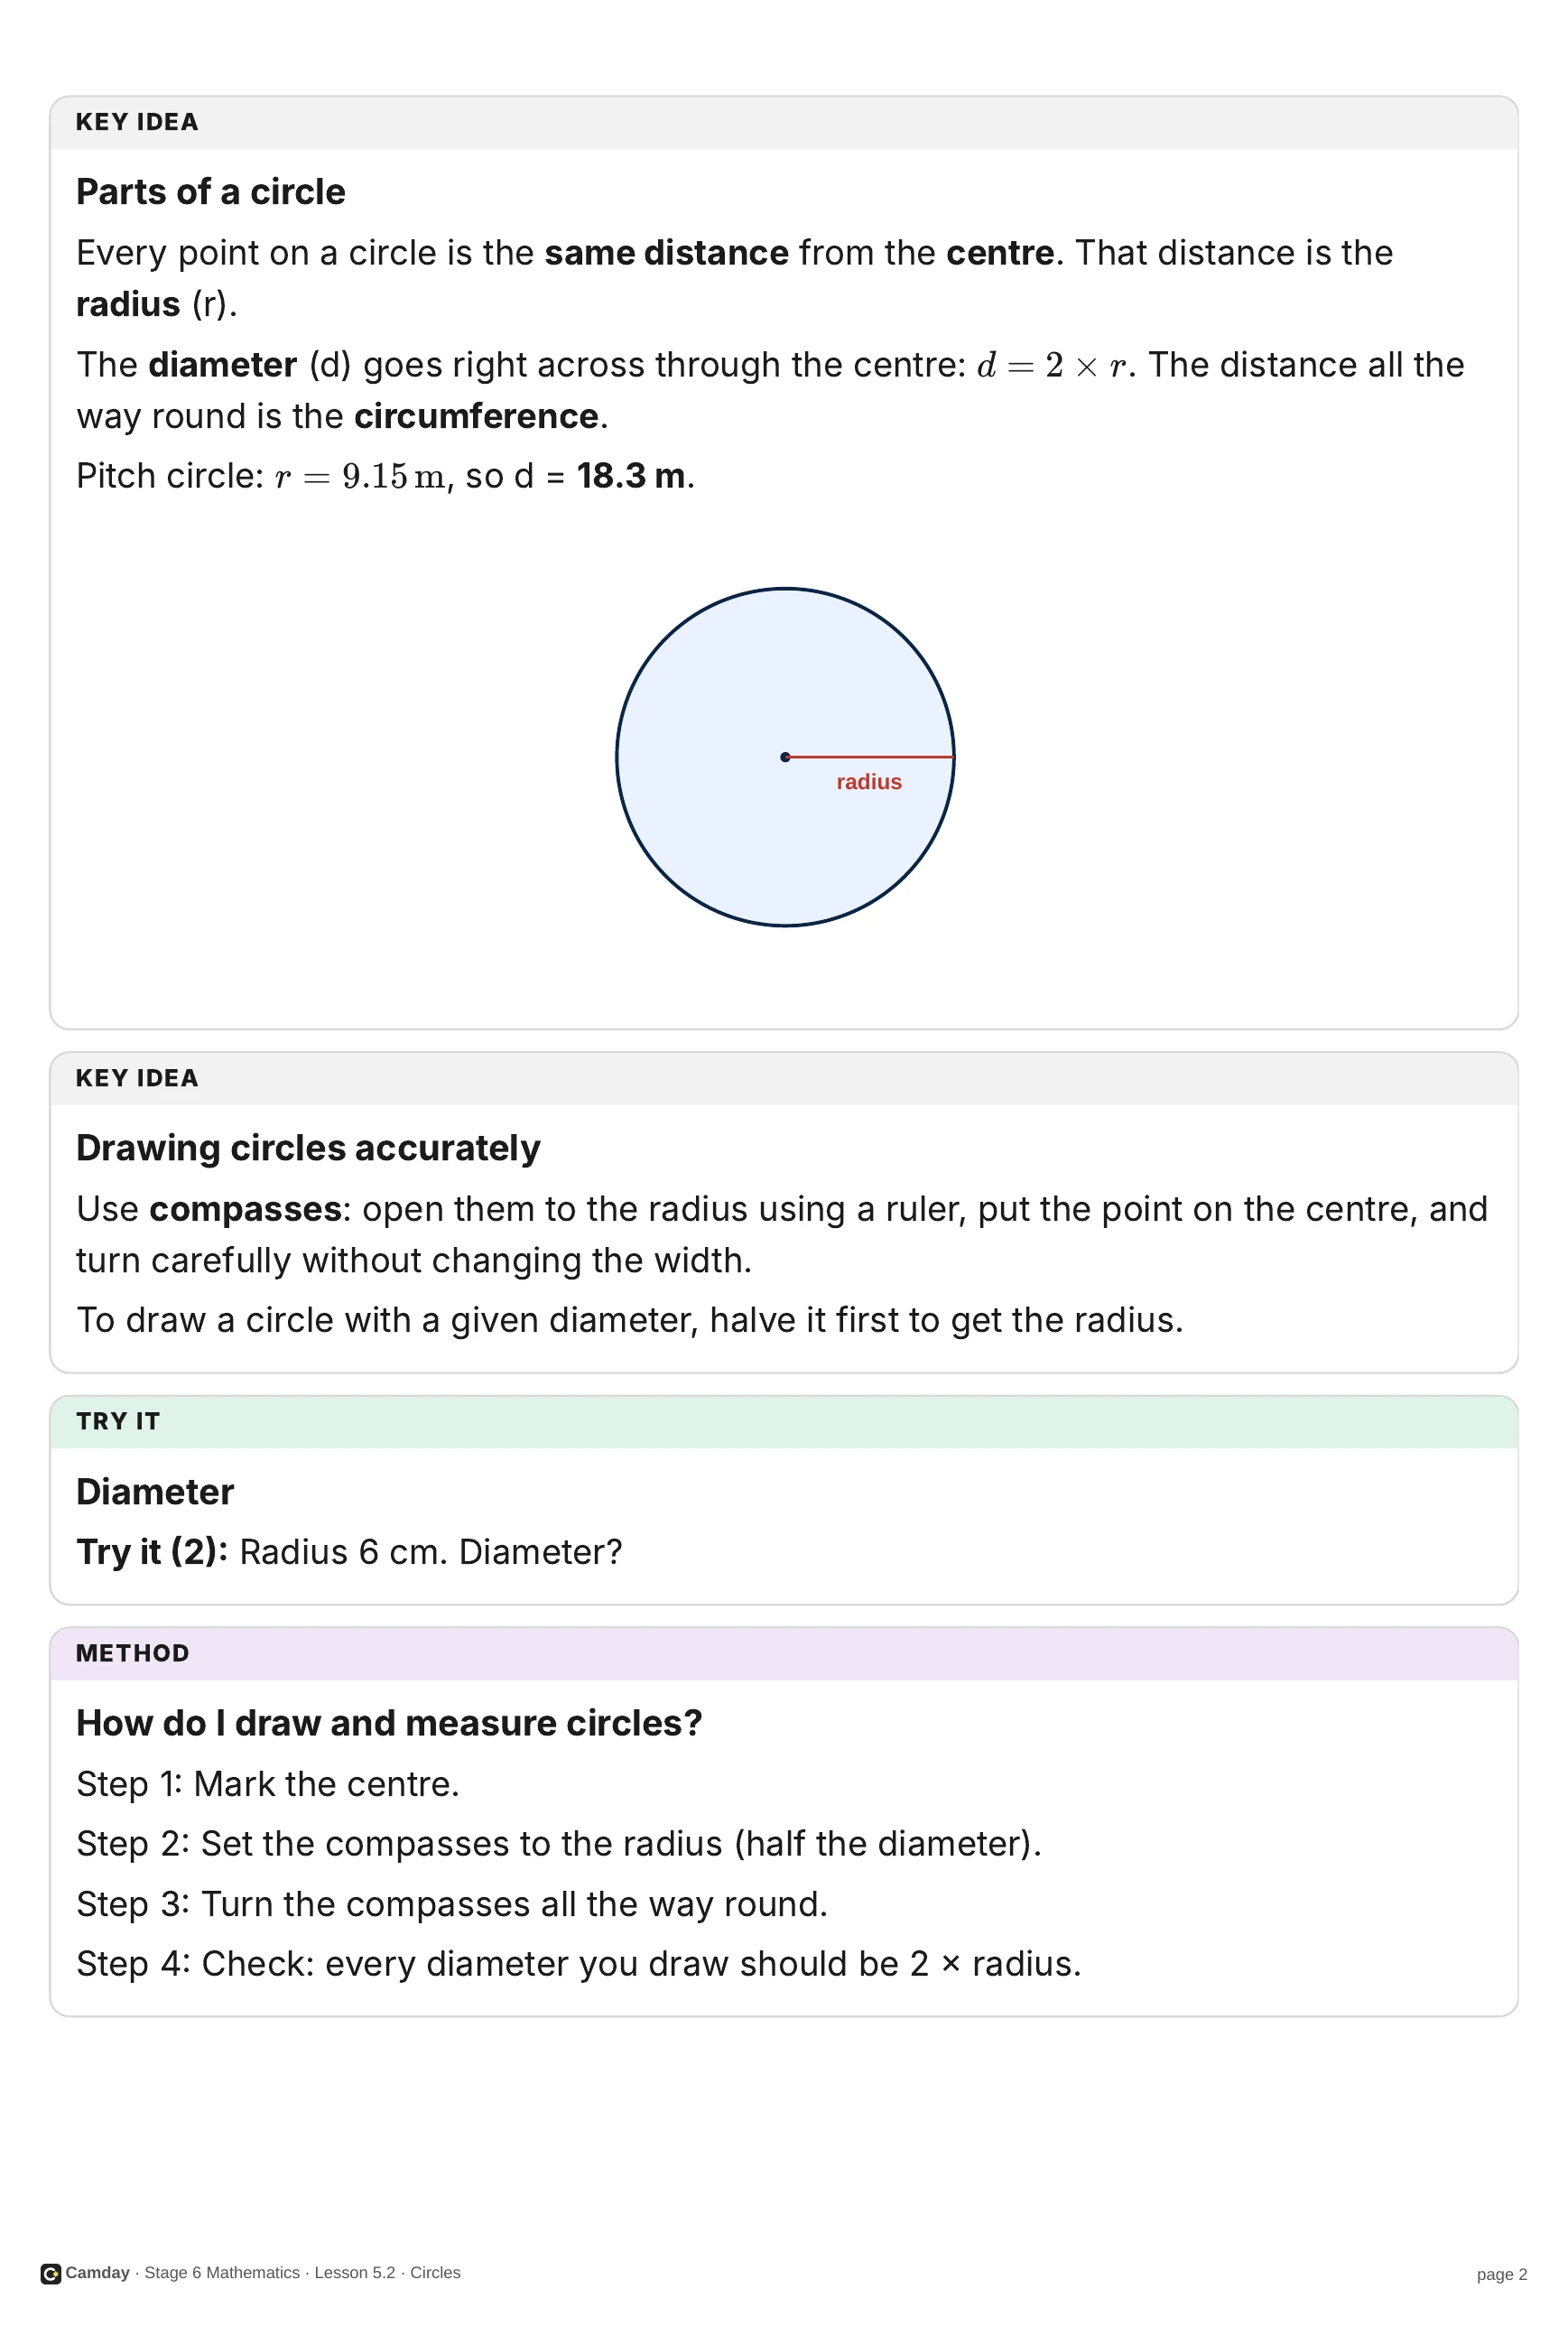 KEY IDEA
Parts of a circle
Every point on a circle is the same distance from the centre. That distance is the
radius (r).
The diameter (d) goes right across through the centre: d = 2 × r. The distance all the
way round is the circumference.
Pitch circle: r = 9.15 m, so d = 18.3 m.
radius
KEY IDEA
Drawing circles accurately
Use compasses: open them to the radius using a ruler, put the point on the centre, and
turn carefully without changing the width.
To draw a circle with a given diameter, halve it first to get the radius.
TRY IT
Diameter
Try it (2): Radius 6 cm. Diameter?
METHOD
How do I draw and measure circles?
Step 1: Mark the centre.
Step 2: Set the compasses to the radius (half the diameter).
Step 3: Turn the compasses all the way round.
Step 4: Check: every diameter you draw should be 2 × radius.
Camday · Stage 6 Mathematics · Lesson 5.2 · Circles
page 2